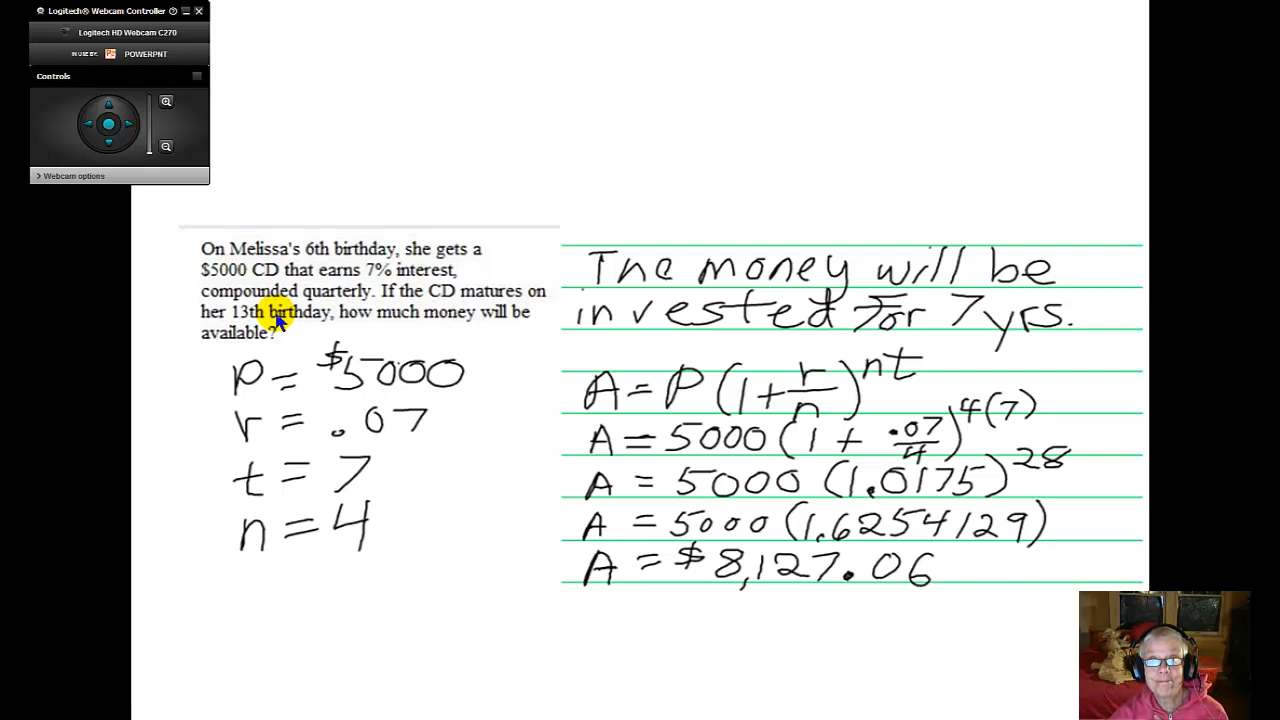 Logitech® Webcam Controller
Logitech HD Webcam C270
IN USE BY: POWERPNT
Controls
Webcam options
On Melissa's 6th birthday, she gets a
$5000 CD that earns 7% interest,
compounded quarterly. If the CD matures on
her 13th birthday, how much money will be
available?
P = $5000
r = .07
t = 7
n = 4
The money will be
invested for 7 yrs.
A = P(1+r/n)^nt
A = 5000(1 + .07/4)^4(7)
A = 5000(1.0175)^28
A = 5000(1.6254129)
A = $8,127.06